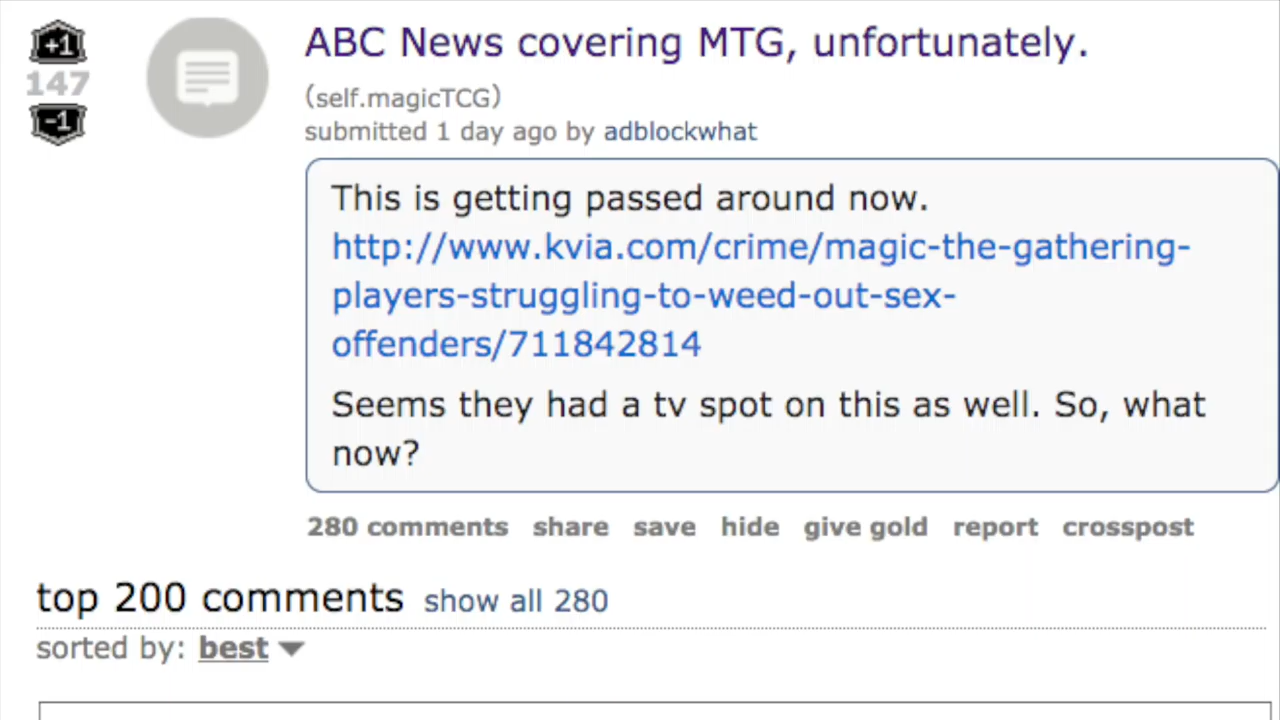 +1
147
-1
ABC News covering MTG, unfortunately.
(self.magicTCG)
submitted 1 day ago by adblockwhat
This is getting passed around now.
http://www.kvia.com/crime/magic-the-gathering-
players-struggling-to-weed-out-sex-
offenders/711842814
Seems they had a tv spot on this as well. So, what
now?
280 comments share save hide give gold report crosspost
top 200 comments show all 280
sorted by: best